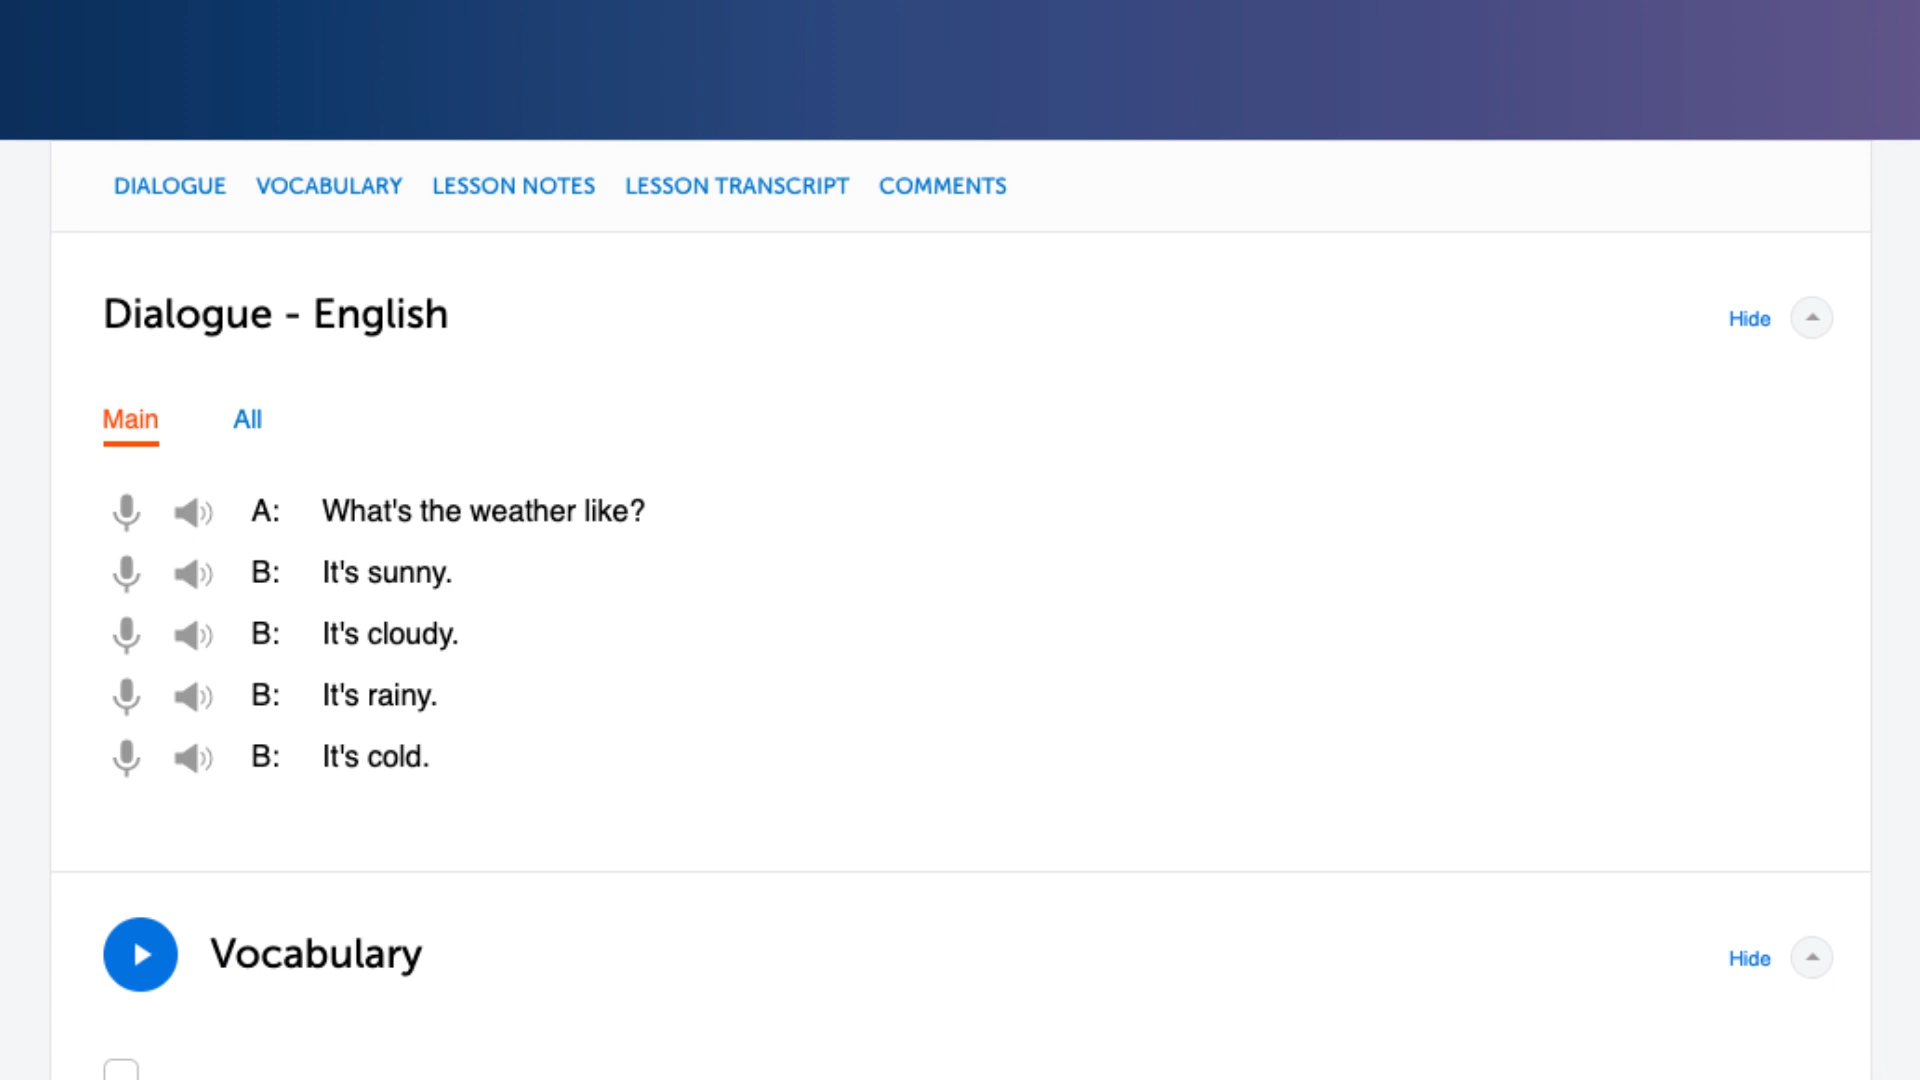 DIALOGUE VOCABULARY LESSON NOTES LESSON TRANSCRIPT COMMENTS
Dialogue - English Hide
Main All
A: What's the weather like?
B: It's sunny.
B: It's cloudy.
B: It's rainy.
B: It's cold.
Vocabulary Hide